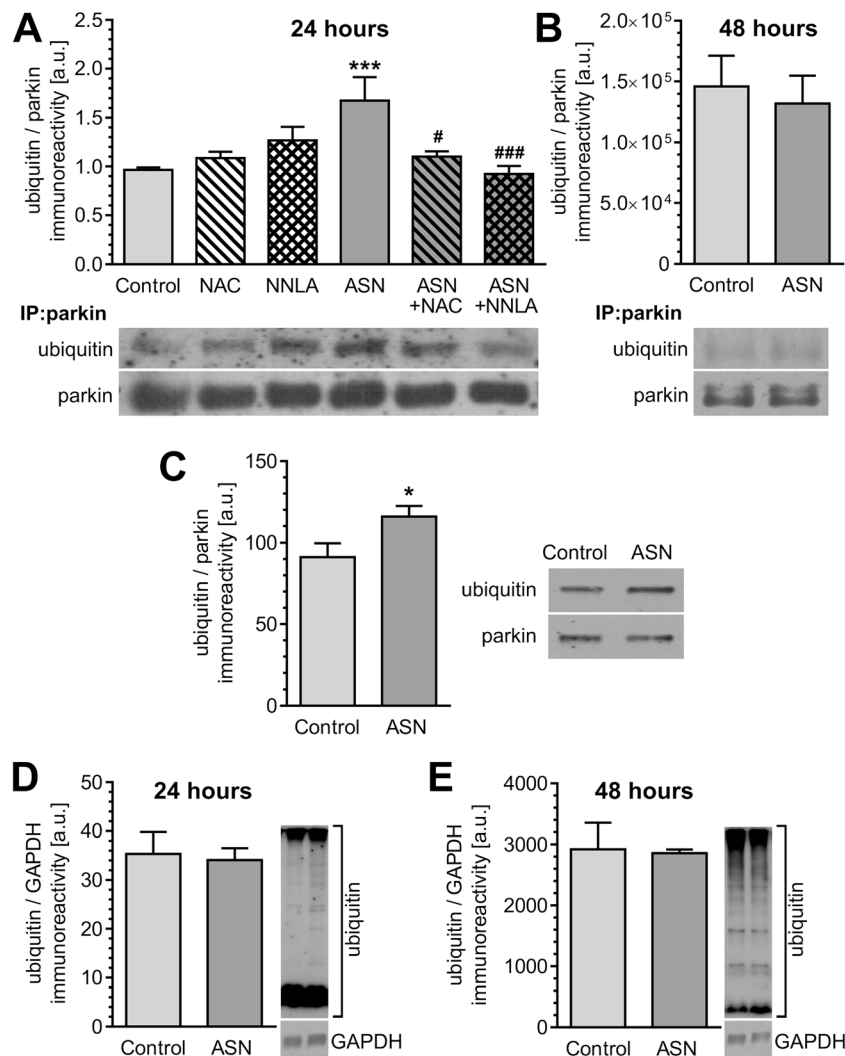 A
24 hours
ubiquitin / parkin
immunoreactivity [a.u.]
2.5
2.0
1.5
1.0
0.5
0.0
***
#
###
Control NAC NNLA ASN ASN ASN
+NAC +NNLA
IP:parkin
ubiquitin
parkin
B
48 hours
ubiquitin / parkin
immunoreactivity [a.u.]
2.0×10⁵
1.5×10⁵
1.0×10⁵
5.0×10⁴
0
Control ASN
IP:parkin
ubiquitin
parkin
C
ubiquitin / parkin
immunoreactivity [a.u.]
150
100
50
0
*
Control ASN
Control ASN
ubiquitin
parkin
D
24 hours
ubiquitin / GAPDH
immunoreactivity [a.u.]
50
40
30
20
10
0
Control ASN
ubiquitin
GAPDH
E
48 hours
ubiquitin / GAPDH
immunoreactivity [a.u.]
4000
3000
2000
1000
0
Control ASN
ubiquitin
GAPDH